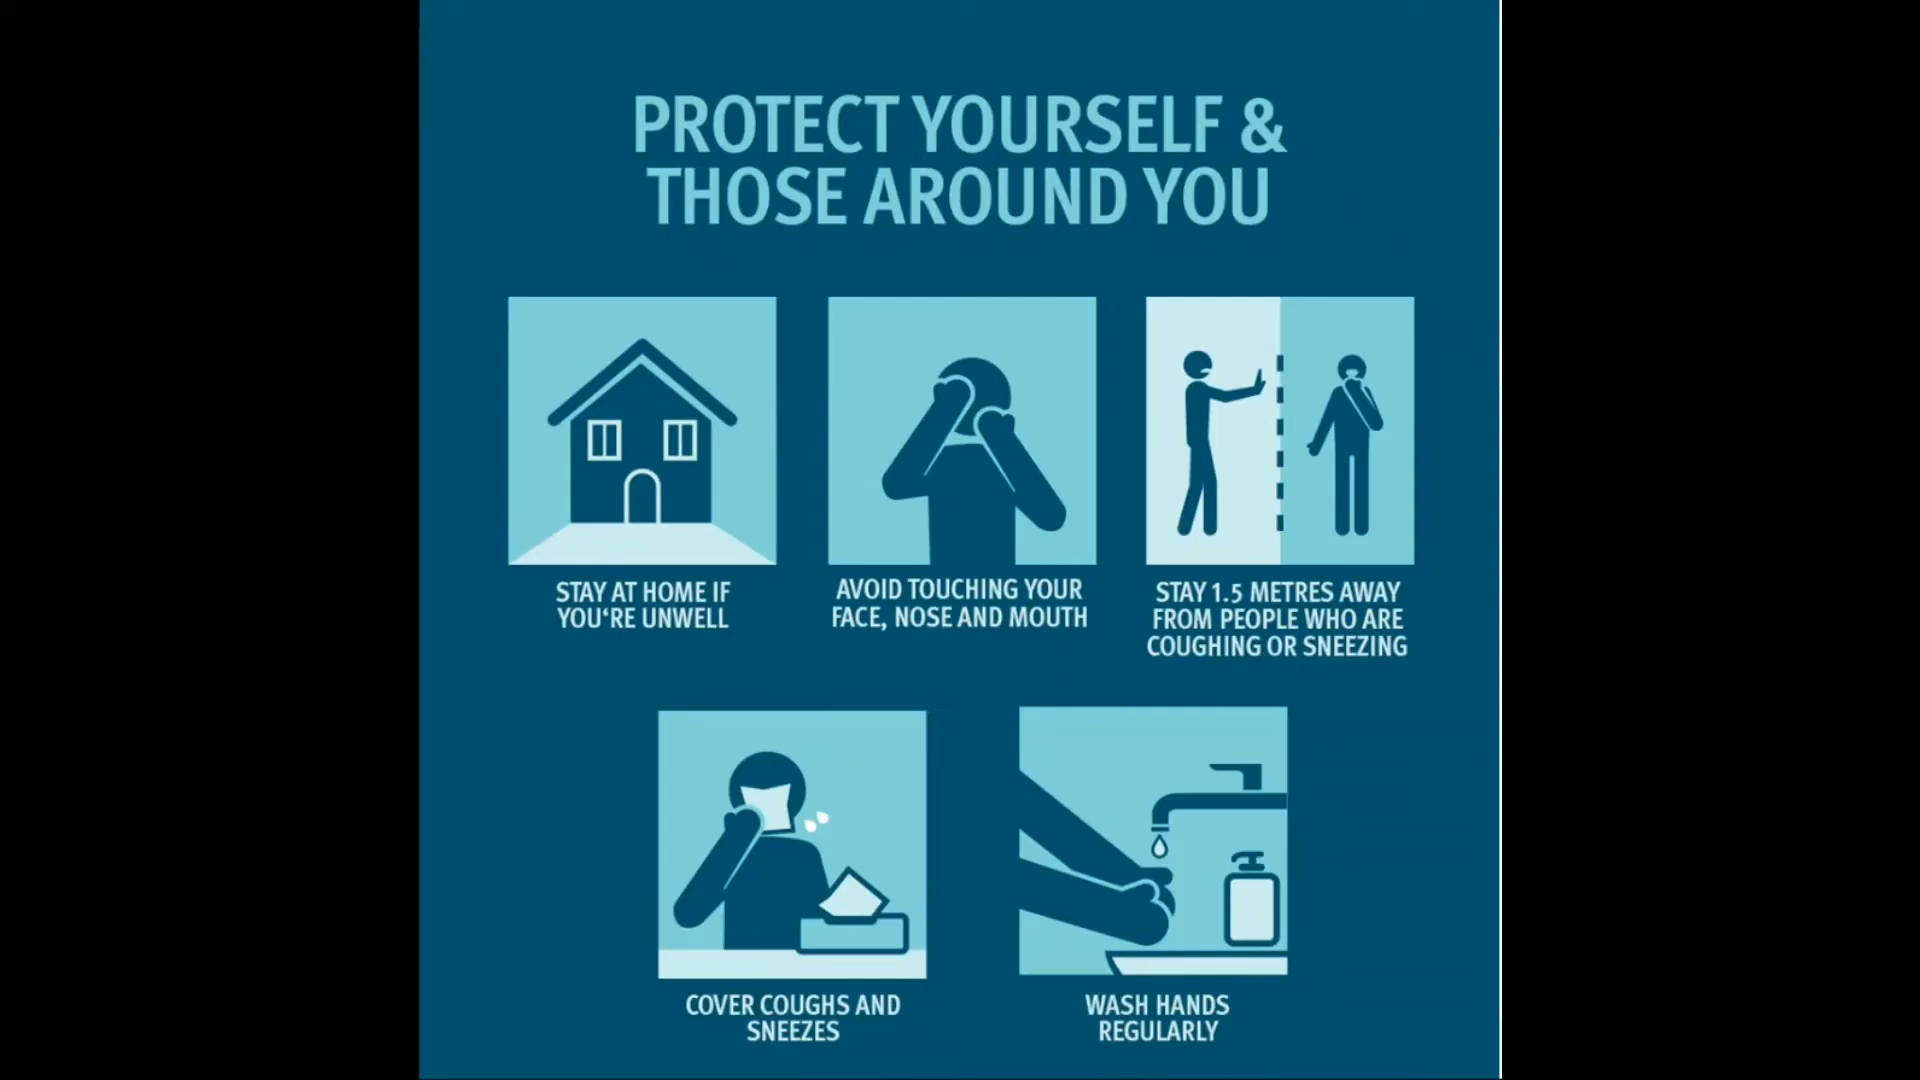 PROTECT YOURSELF &
THOSE AROUND YOU
STAY AT HOME IF
YOU‘RE UNWELL
AVOID TOUCHING YOUR
FACE, NOSE AND MOUTH
STAY 1.5 METRES AWAY
FROM PEOPLE WHO ARE
COUGHING OR SNEEZING
COVER COUGHS AND
SNEEZES
WASH HANDS
REGULARLY